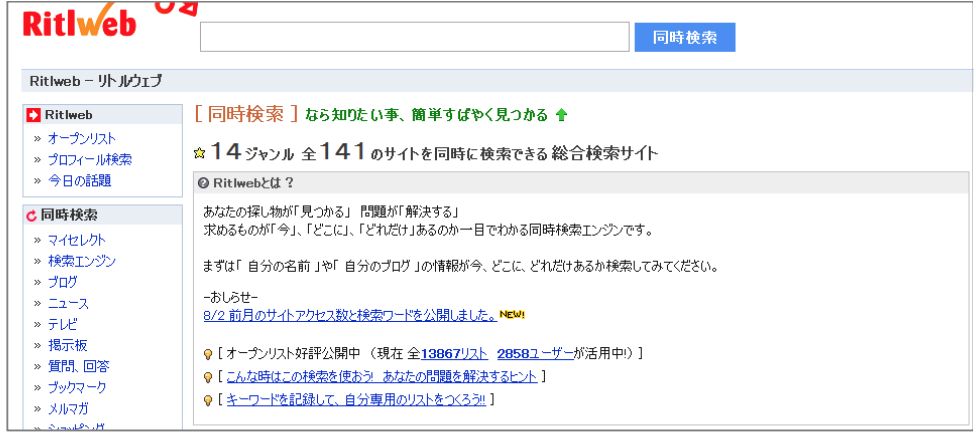 Ritlweb
同時検索
Ritlweb - リトルウェブ
Ritlweb
» オープンリスト
» プロフィール検索
» 今日の話題
同時検索
» マイセレクト
» 検索エンジン
» ブログ
» ニュース
» テレビ
» 掲示板
» 質問、回答
» ブックマーク
» メルマガ
» ショッピング
[ 同時検索 ] なら知りたい事、簡単すばやく見つかる
14ジャンル 全141のサイトを同時に検索できる総合検索サイト
Ritlwebとは ?
あなたの探し物が「見つかる」 問題が「解決する」
求めるものが「今」、「どこに」、「どれだけ」あるのか一目でわかる同時検索エンジンです。
まずは「 自分の名前 」や「 自分のブログ 」の情報が今、どこに、どれだけあるか検索してみてください。
-おしらせ-
8/2 前月のサイトアクセス数と検索ワードを公開しました。 NEW!
[ オープンリスト好評公開中 (現在 全13867リスト 2858ユーザーが活用中!) ]
[ こんな時はこの検索を使おう! あなたの問題を解決するヒント ]
[ キーワードを記録して、自分専用のリストをつくろう!! ]